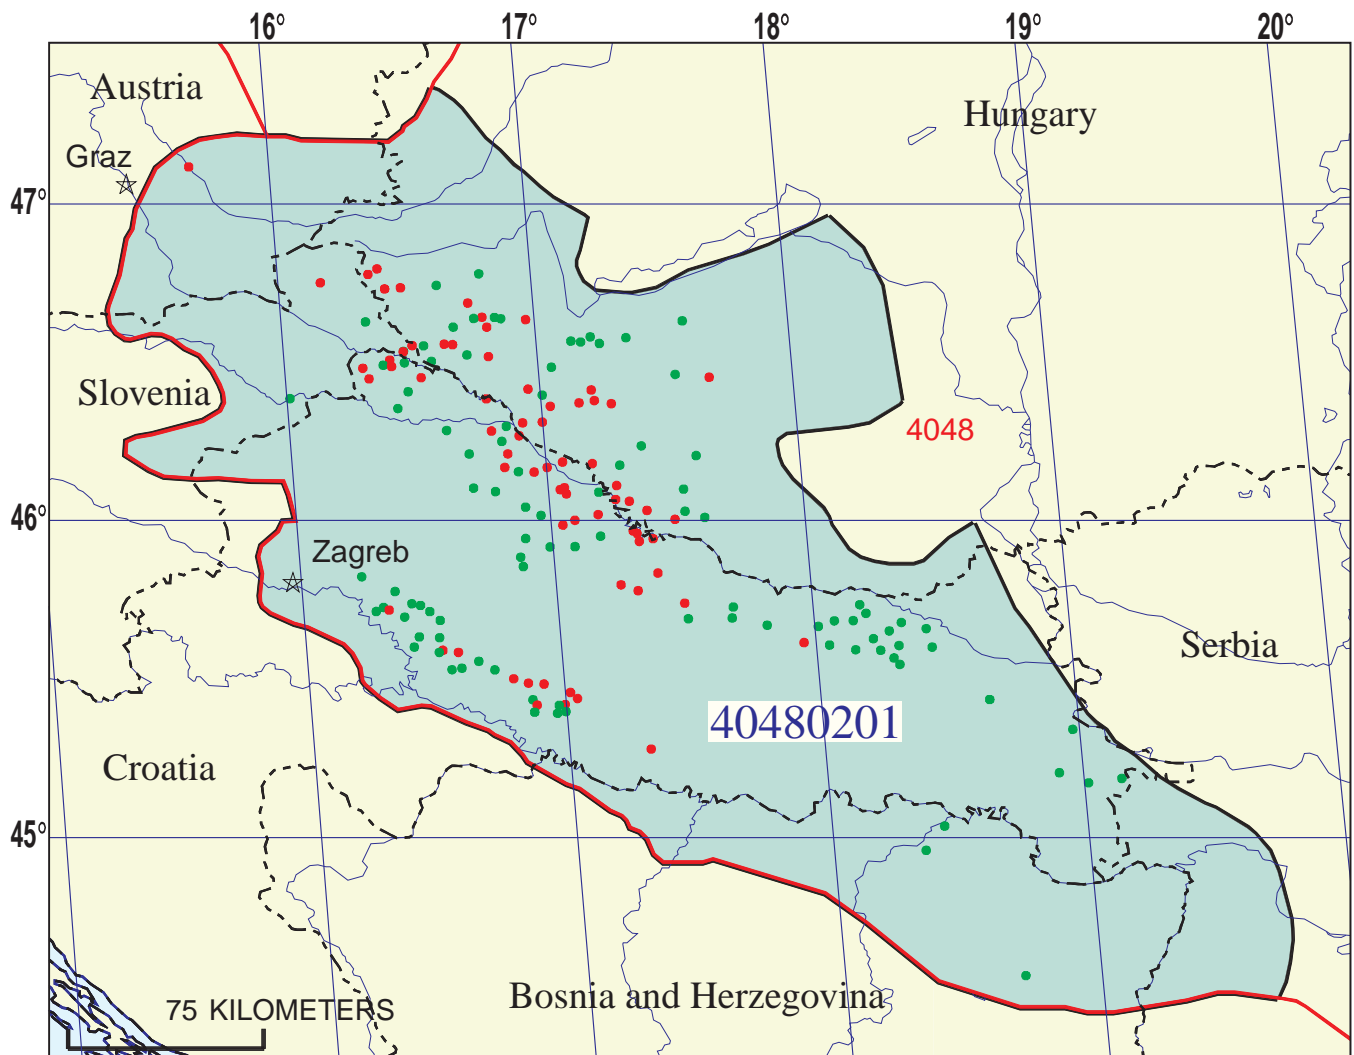 16° 17° 18° 19° 20°
Austria
Hungary
Graz
47°
Slovenia
4048
46°
Zagreb
Serbia
40480201
Croatia
45°
Bosnia and Herzegovina
75 KILOMETERS